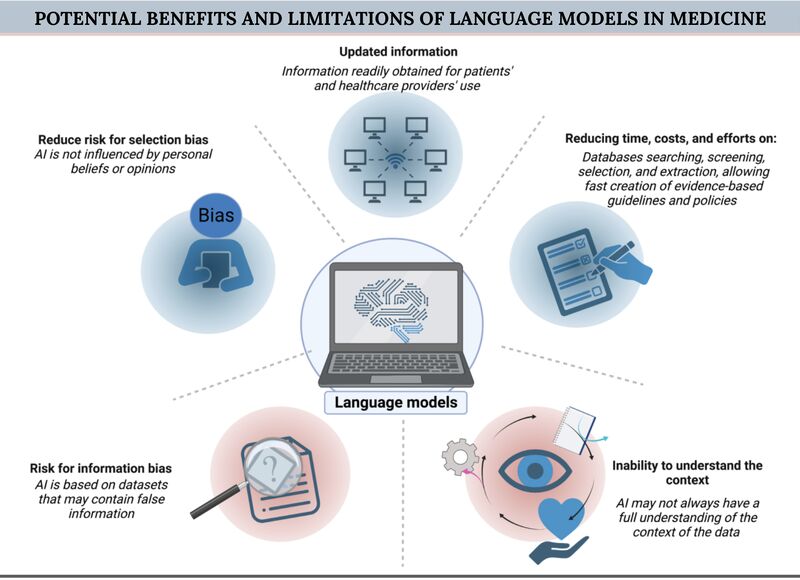 POTENTIAL BENEFITS AND LIMITATIONS OF LANGUAGE MODELS IN MEDICINE
Updated information
Information readily obtained for patients'
and healthcare providers' use
Reduce risk for selection bias
AI is not influenced by personal
beliefs or opinions
Bias
Reducing time, costs, and efforts on:
Databases searching, screening,
selection, and extraction, allowing
fast creation of evidence-based
guidelines and policies
Language models
Risk for information bias
AI is based on datasets
that may contain false
information
?
Inability to understand the
context
AI may not always have a
full understanding of the
context of the data